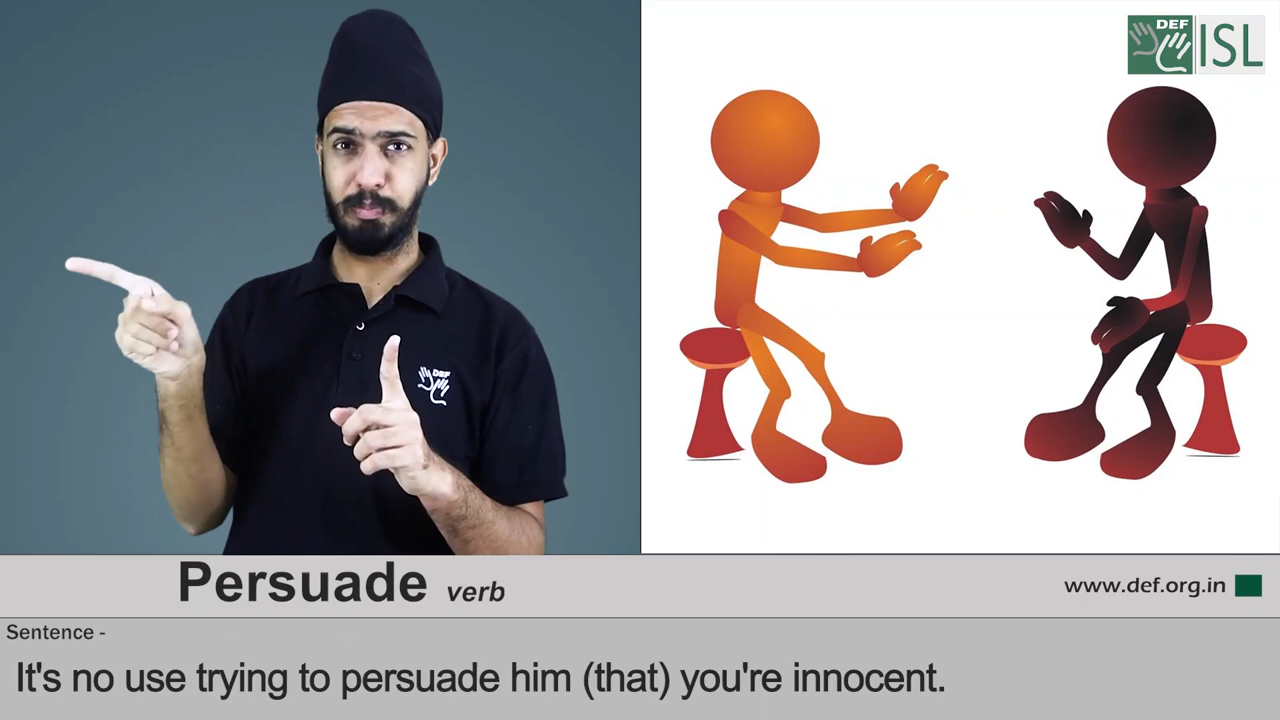 DEF
ISL
DEF
Persuade verb
www.def.org.in
Sentence -
It's no use trying to persuade him (that) you're innocent.